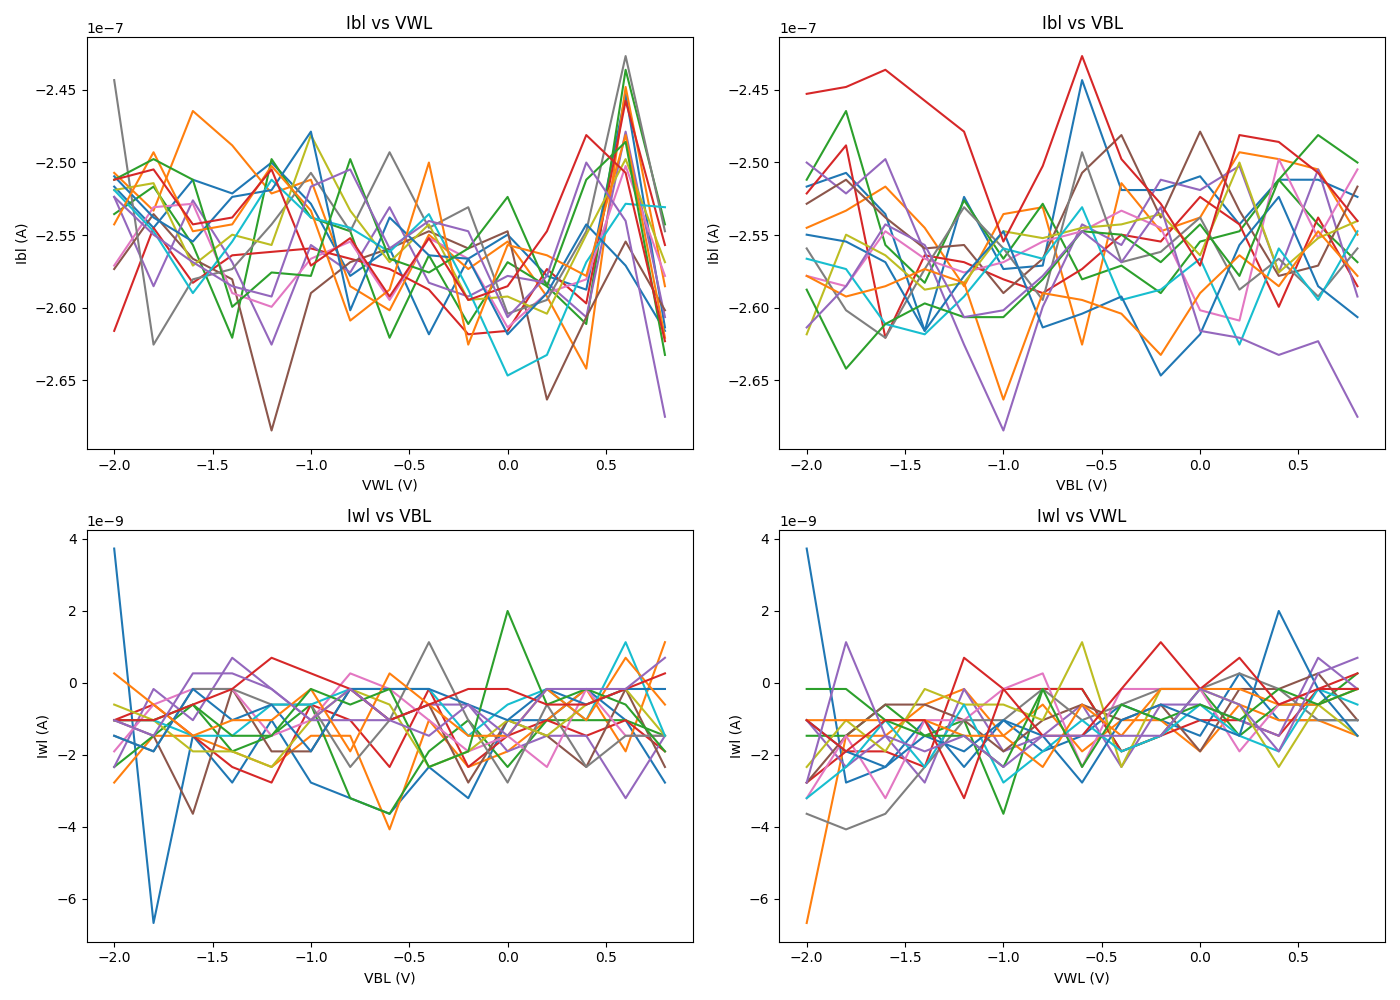 Ibl vs VWL
1e−7
Ibl (A)
−2.45
−2.50
−2.55
−2.60
−2.65
−2.0 −1.5 −1.0 −0.5 0.0 0.5
VWL (V)
Ibl vs VBL
1e−7
Ibl (A)
−2.45
−2.50
−2.55
−2.60
−2.65
−2.0 −1.5 −1.0 −0.5 0.0 0.5
VBL (V)
Iwl vs VBL
1e−9
Iwl (A)
4
2
0
−2
−4
−6
−2.0 −1.5 −1.0 −0.5 0.0 0.5
VBL (V)
Iwl vs VWL
1e−9
Iwl (A)
4
2
0
−2
−4
−6
−2.0 −1.5 −1.0 −0.5 0.0 0.5
VWL (V)